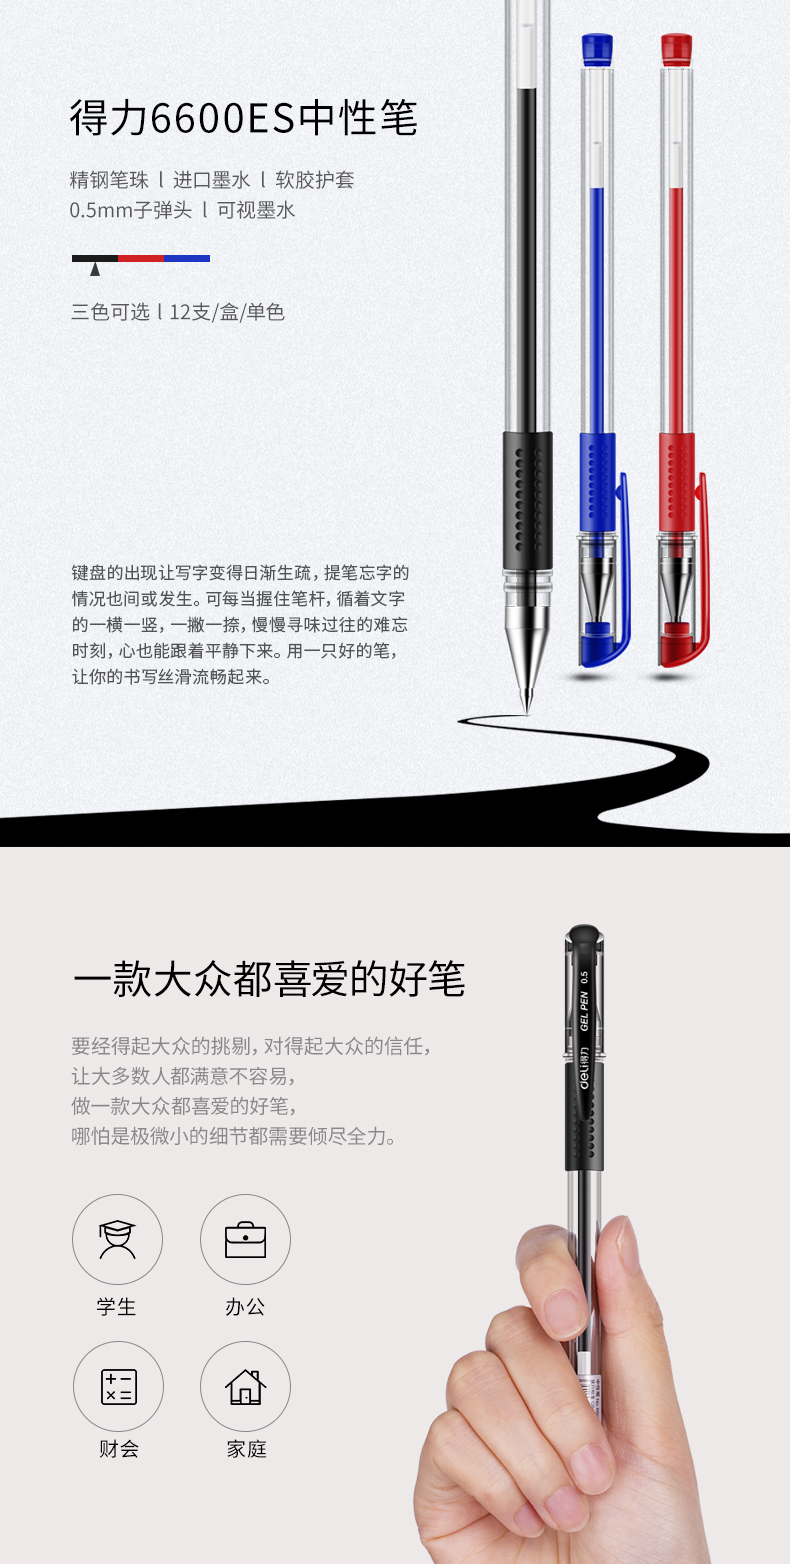 得力6600ES中性笔
精钢笔珠 l 进口墨水 l 软胶护套
0.5mm子弹头 l 可视墨水
三色可选 l 12支/盒/单色
键盘的出现让写字变得日渐生疏, 提笔忘字的
情况也间或发生。可每当握住笔杆, 循着文字
的一横一竖, 一撇一捺, 慢慢寻味过往的难忘
时刻, 心也能跟着平静下来。用一只好的笔,
让你的书写丝滑流畅起来。
一款大众都喜爱的好笔
要经得起大众的挑剔, 对得起大众的信任,
让大多数人都满意不容易,
做一款大众都喜爱的好笔,
哪怕是极微小的细节都需要倾尽全力。
deli得力 GEL PEN 0.5
学生
办公
财会
家庭